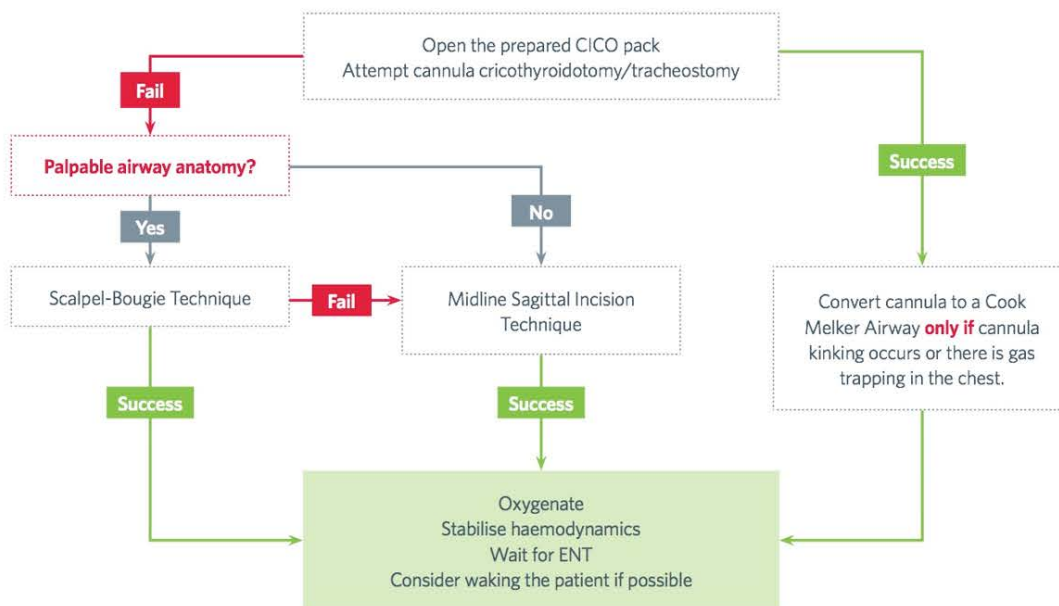 Open the prepared CICO pack
Attempt cannula cricothyroidotomy/tracheostomy
Fail
Palpable airway anatomy?
Success
Yes
No
Scalpel-Bougie Technique
Fail
Midline Sagittal Incision
Technique
Convert cannula to a Cook
Melker Airway only if cannula
kinking occurs or there is gas
trapping in the chest.
Success
Success
Oxygenate
Stabilise haemodynamics
Wait for ENT
Consider waking the patient if possible